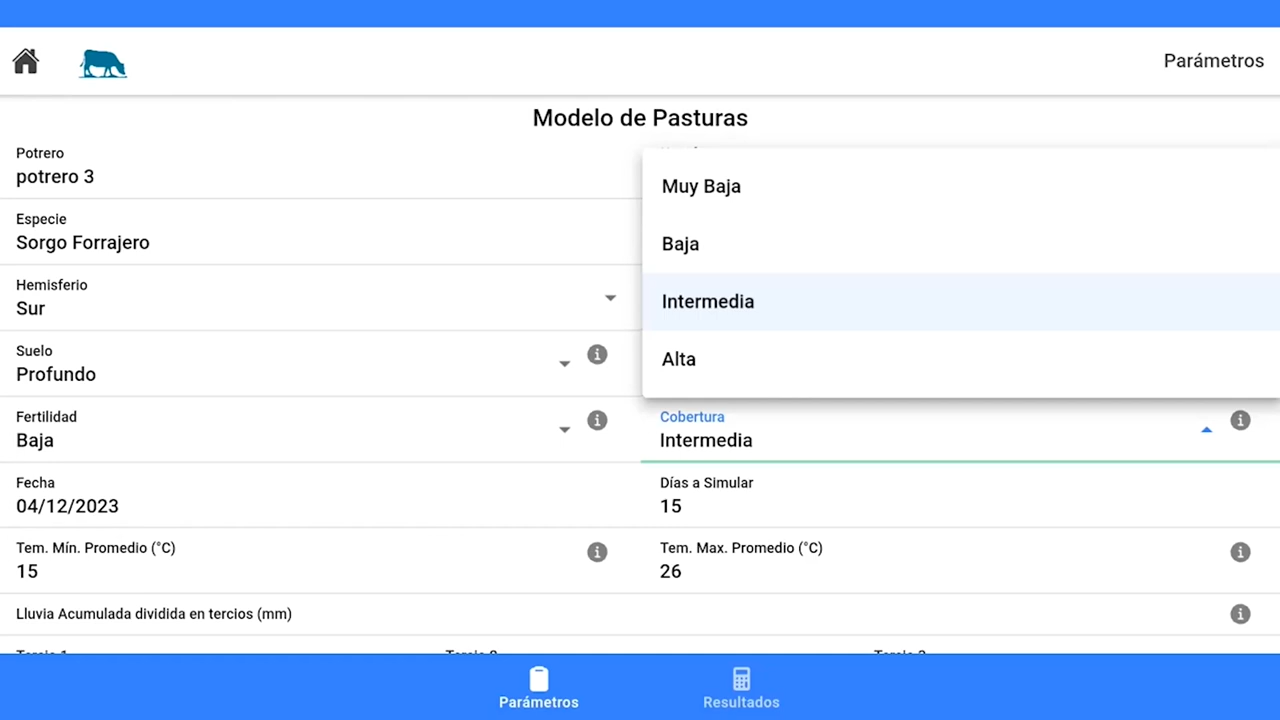 Parámetros
Modelo de Pasturas
Potrero
potrero 3
Especie
Sorgo Forrajero
Hemisferio
Sur
Suelo
Profundo
Fertilidad
Baja
Muy Baja
Baja
Intermedia
Alta
Cobertura
Intermedia
Fecha
04/12/2023
Días a Simular
15
Tem. Mín. Promedio (°C)
15
Tem. Max. Promedio (°C)
26
Lluvia Acumulada dividida en tercios (mm)
Parámetros
Resultados